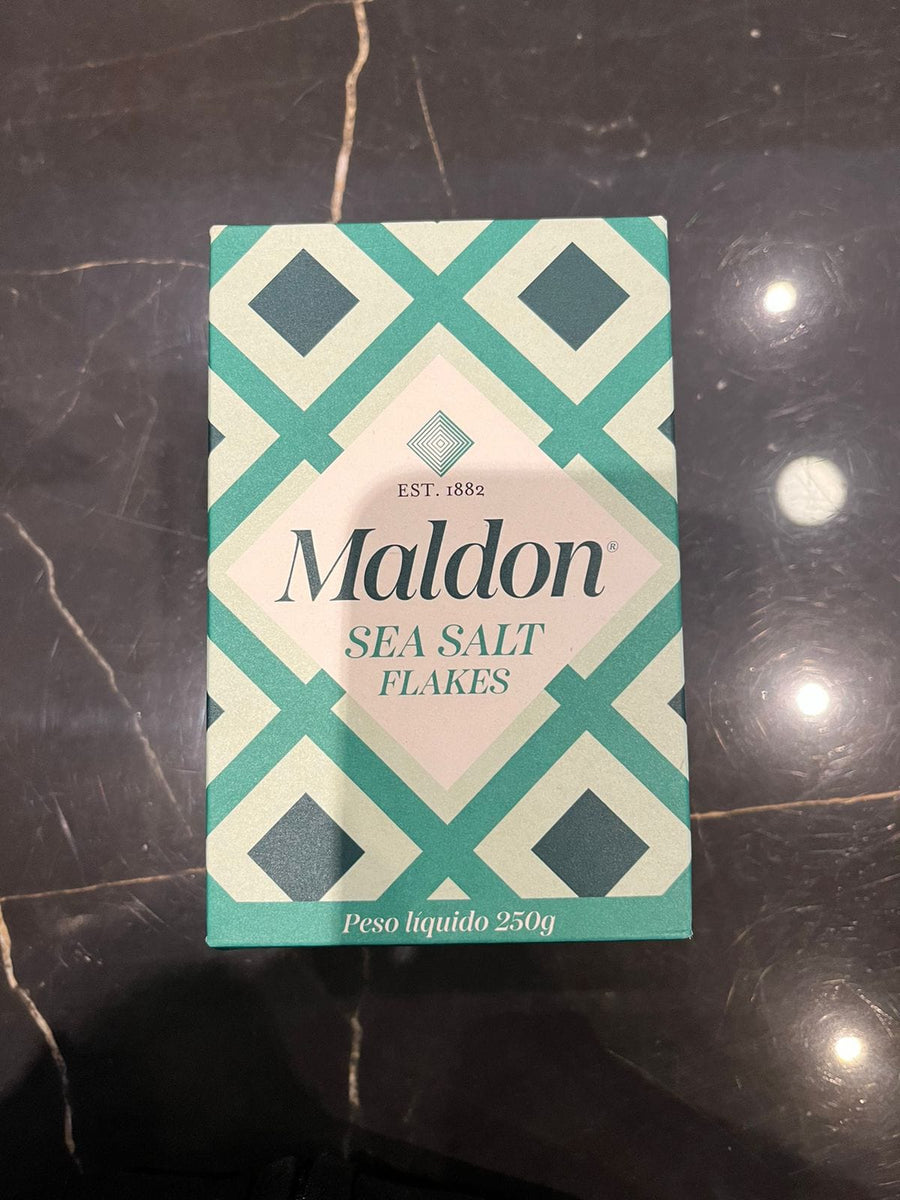 EST. 1882
Maldon®
SEA SALT
FLAKES
Peso líquido 250g